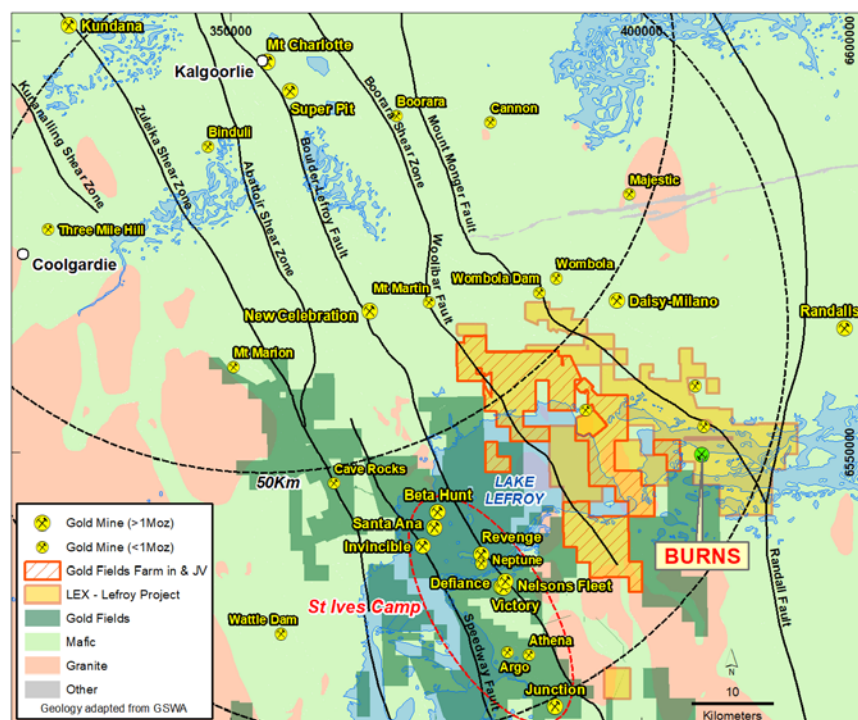 350000
400000
6600000
6550000
Kundana
Mt Charlotte
Kalgoorlie
Super Pit
Boorara
Cannon
Binduli
Majestic
Three Mile Hill
Coolgardie
Kunanalling Shear Zone
Zuleika Shear Zone
Abattoir Shear Zone
Boulder-Lefroy Fault
Boorara Shear Zone
Mount Monger Fault
Woolibar Fault
Mt Martin
Wombola Dam
Wombola
Daisy-Milano
Randalls
New Celebration
Mt Marion
50Km
Cave Rocks
LAKE
LEFROY
Beta Hunt
Santa Ana
Invincible
Revenge
Neptune
Defiance
Nelsons Fleet
Victory
St Ives Camp
Speedway Fault
Wattle Dam
Athena
Argo
Junction
BURNS
Randall Fault
Gold Mine (>1Moz)
Gold Mine (<1Moz)
Gold Fields Farm in & JV
LEX - Lefroy Project
Gold Fields
Mafic
Granite
Other
Geology adapted from GSWA
N
10
Kilometers